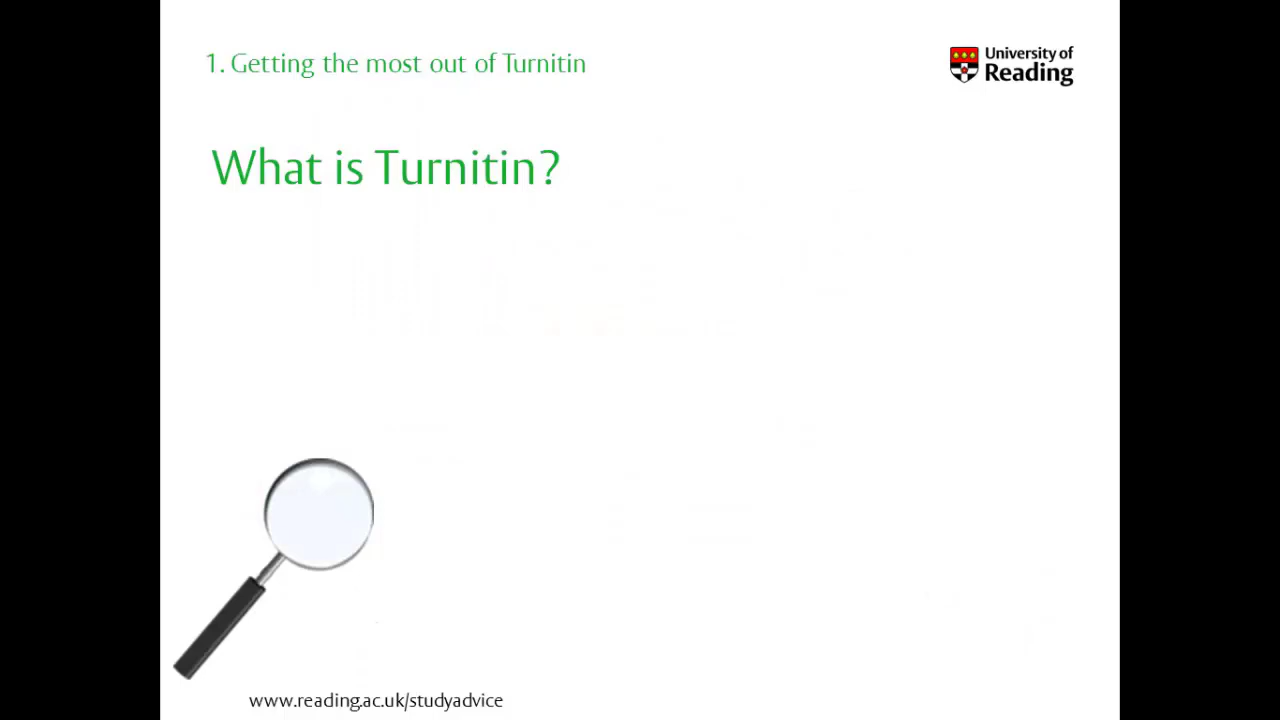 1. Getting the most out of Turnitin
University of
Reading
What is Turnitin?
www.reading.ac.uk/studyadvice